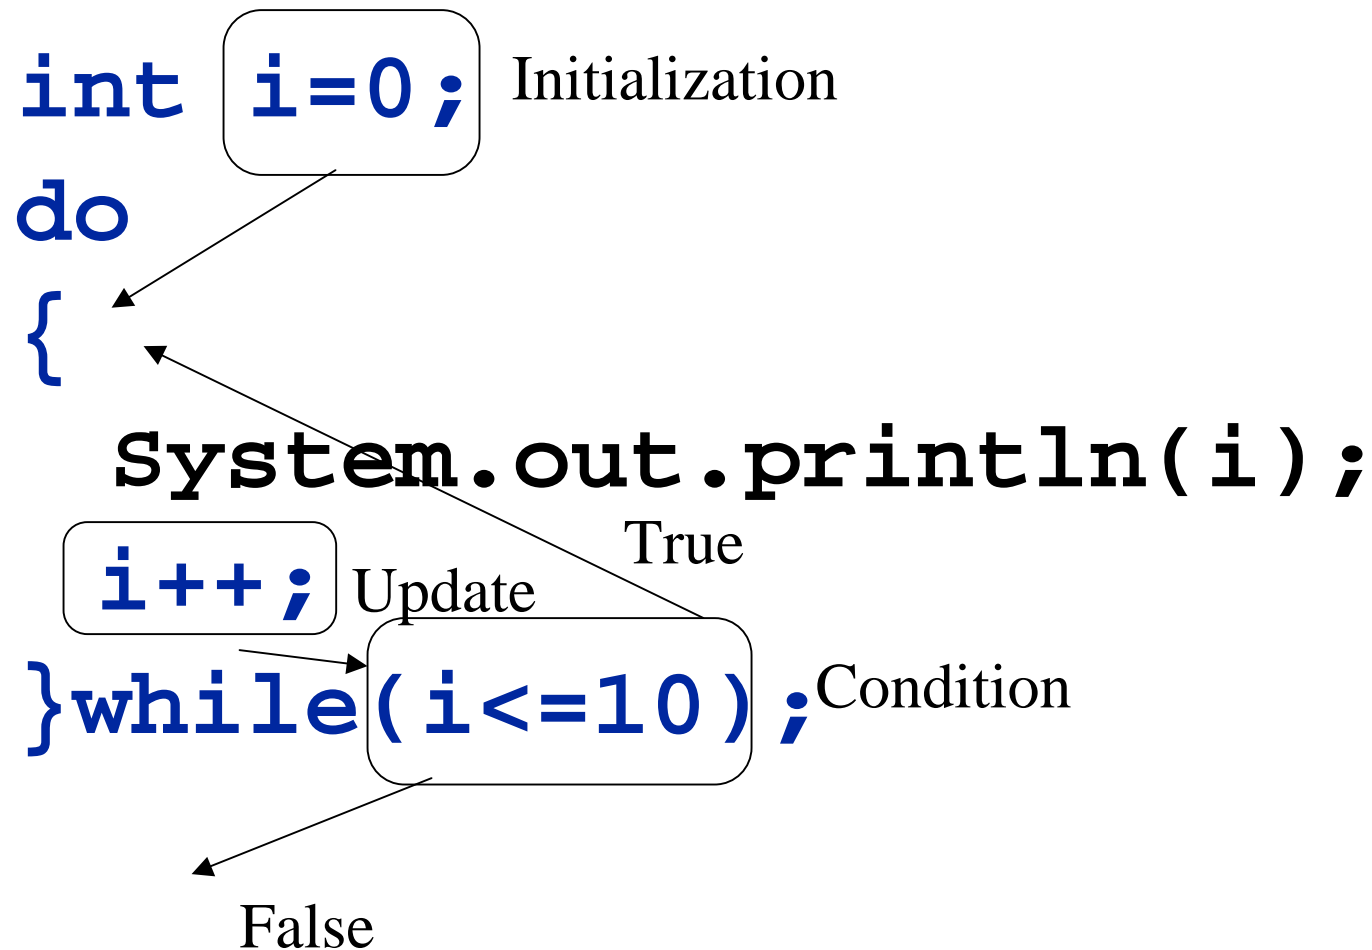 int i=0; Initialization
do
{
System.out.println(i);
True
i++; Update
}while(i<=10); Condition
False